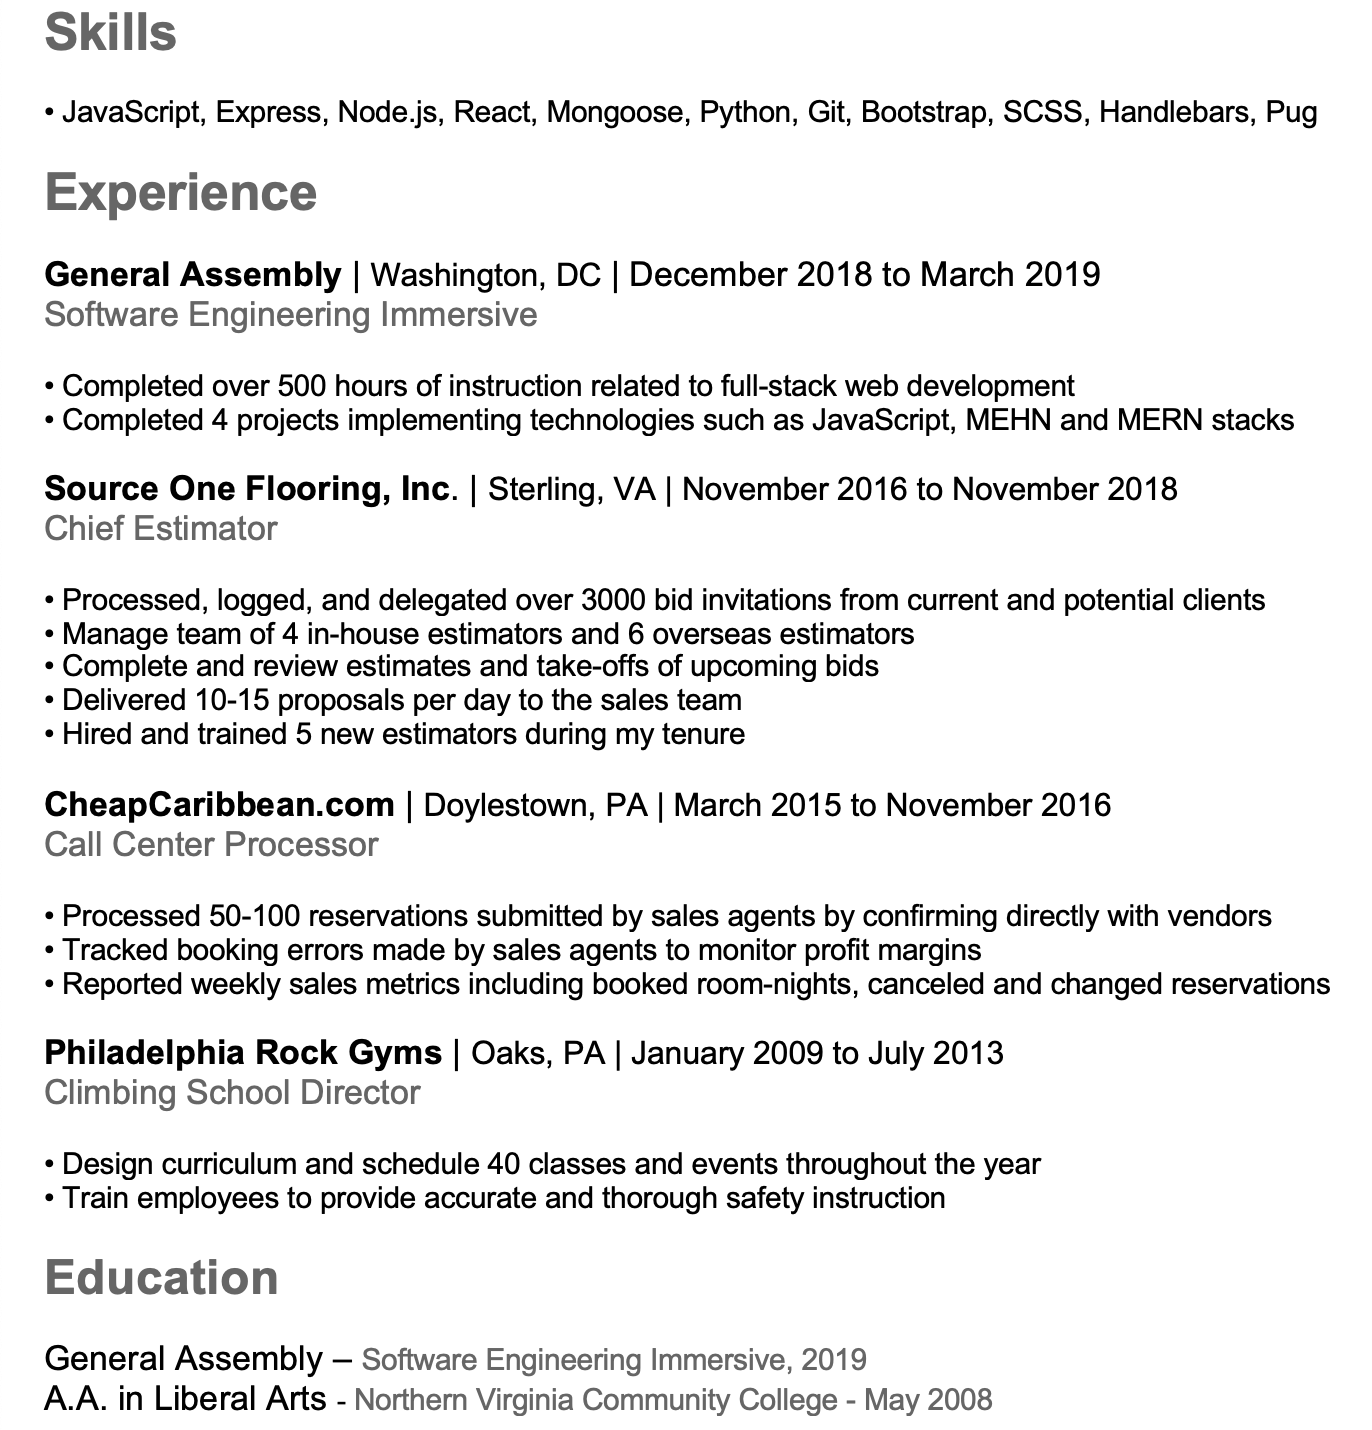 Skills
• JavaScript, Express, Node.js, React, Mongoose, Python, Git, Bootstrap, SCSS, Handlebars, Pug
Experience
General Assembly | Washington, DC | December 2018 to March 2019
Software Engineering Immersive
• Completed over 500 hours of instruction related to full-stack web development
• Completed 4 projects implementing technologies such as JavaScript, MEHN and MERN stacks
Source One Flooring, Inc. | Sterling, VA | November 2016 to November 2018
Chief Estimator
• Processed, logged, and delegated over 3000 bid invitations from current and potential clients
• Manage team of 4 in-house estimators and 6 overseas estimators
• Complete and review estimates and take-offs of upcoming bids
• Delivered 10-15 proposals per day to the sales team
• Hired and trained 5 new estimators during my tenure
CheapCaribbean.com | Doylestown, PA | March 2015 to November 2016
Call Center Processor
• Processed 50-100 reservations submitted by sales agents by confirming directly with vendors
• Tracked booking errors made by sales agents to monitor profit margins
• Reported weekly sales metrics including booked room-nights, canceled and changed reservations
Philadelphia Rock Gyms | Oaks, PA | January 2009 to July 2013
Climbing School Director
• Design curriculum and schedule 40 classes and events throughout the year
• Train employees to provide accurate and thorough safety instruction
Education
General Assembly – Software Engineering Immersive, 2019
A.A. in Liberal Arts - Northern Virginia Community College - May 2008